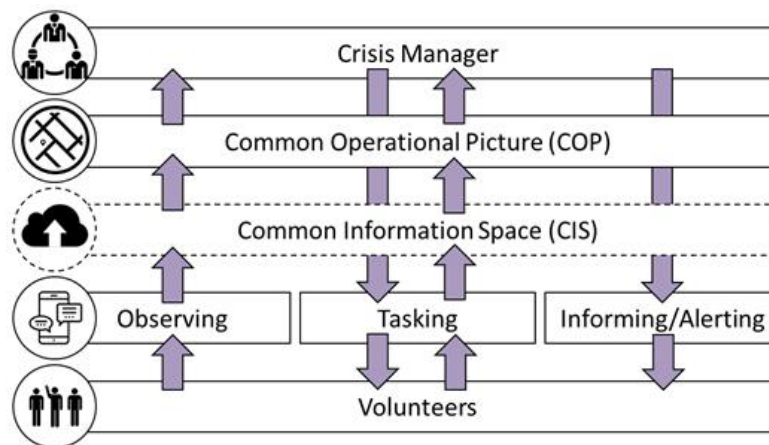 Crisis Manager
Common Operational Picture (COP)
Common Information Space (CIS)
Observing
Tasking
Informing/Alerting
Volunteers